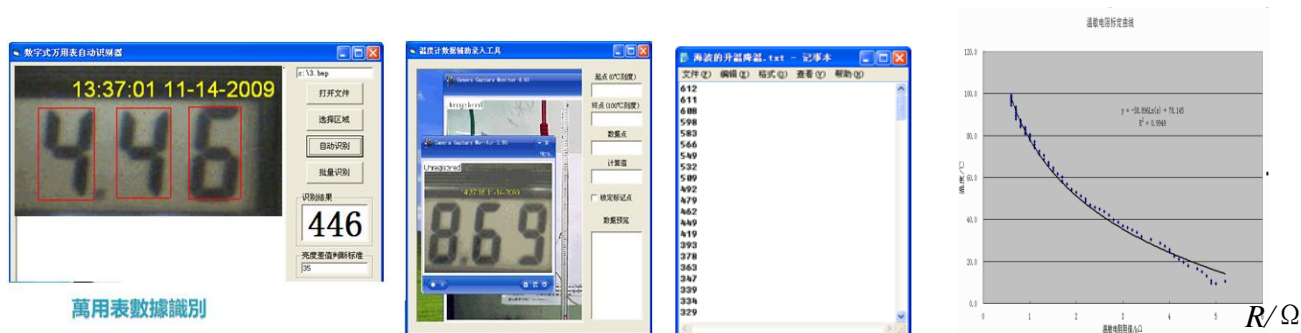 数字式万用表自动识别器
13:37:01 11-14-2009
446
c:\3.bmp
打开文件
选择区域
自动识别
批量识别
识别结果
446
亮度差值判断标准
35
萬用表數據識別
温度计数据辅助录入工具
Unregistered
8.69
起点(0℃刻度)
终点(100℃刻度)
数据点
计算值
锁定标记点
数据预览
海波的升温降温.txt - 记事本
文件(F) 编辑(E) 格式(O) 查看(V) 帮助(H)
612
611
608
598
583
566
549
532
509
492
479
462
449
419
393
378
363
347
339
334
329
温敏电阻标定曲线
120.0
100.0
80.0
60.0
40.0
20.0
0.0
温度/℃
0 1 2 3 4 5 6
R/Ω